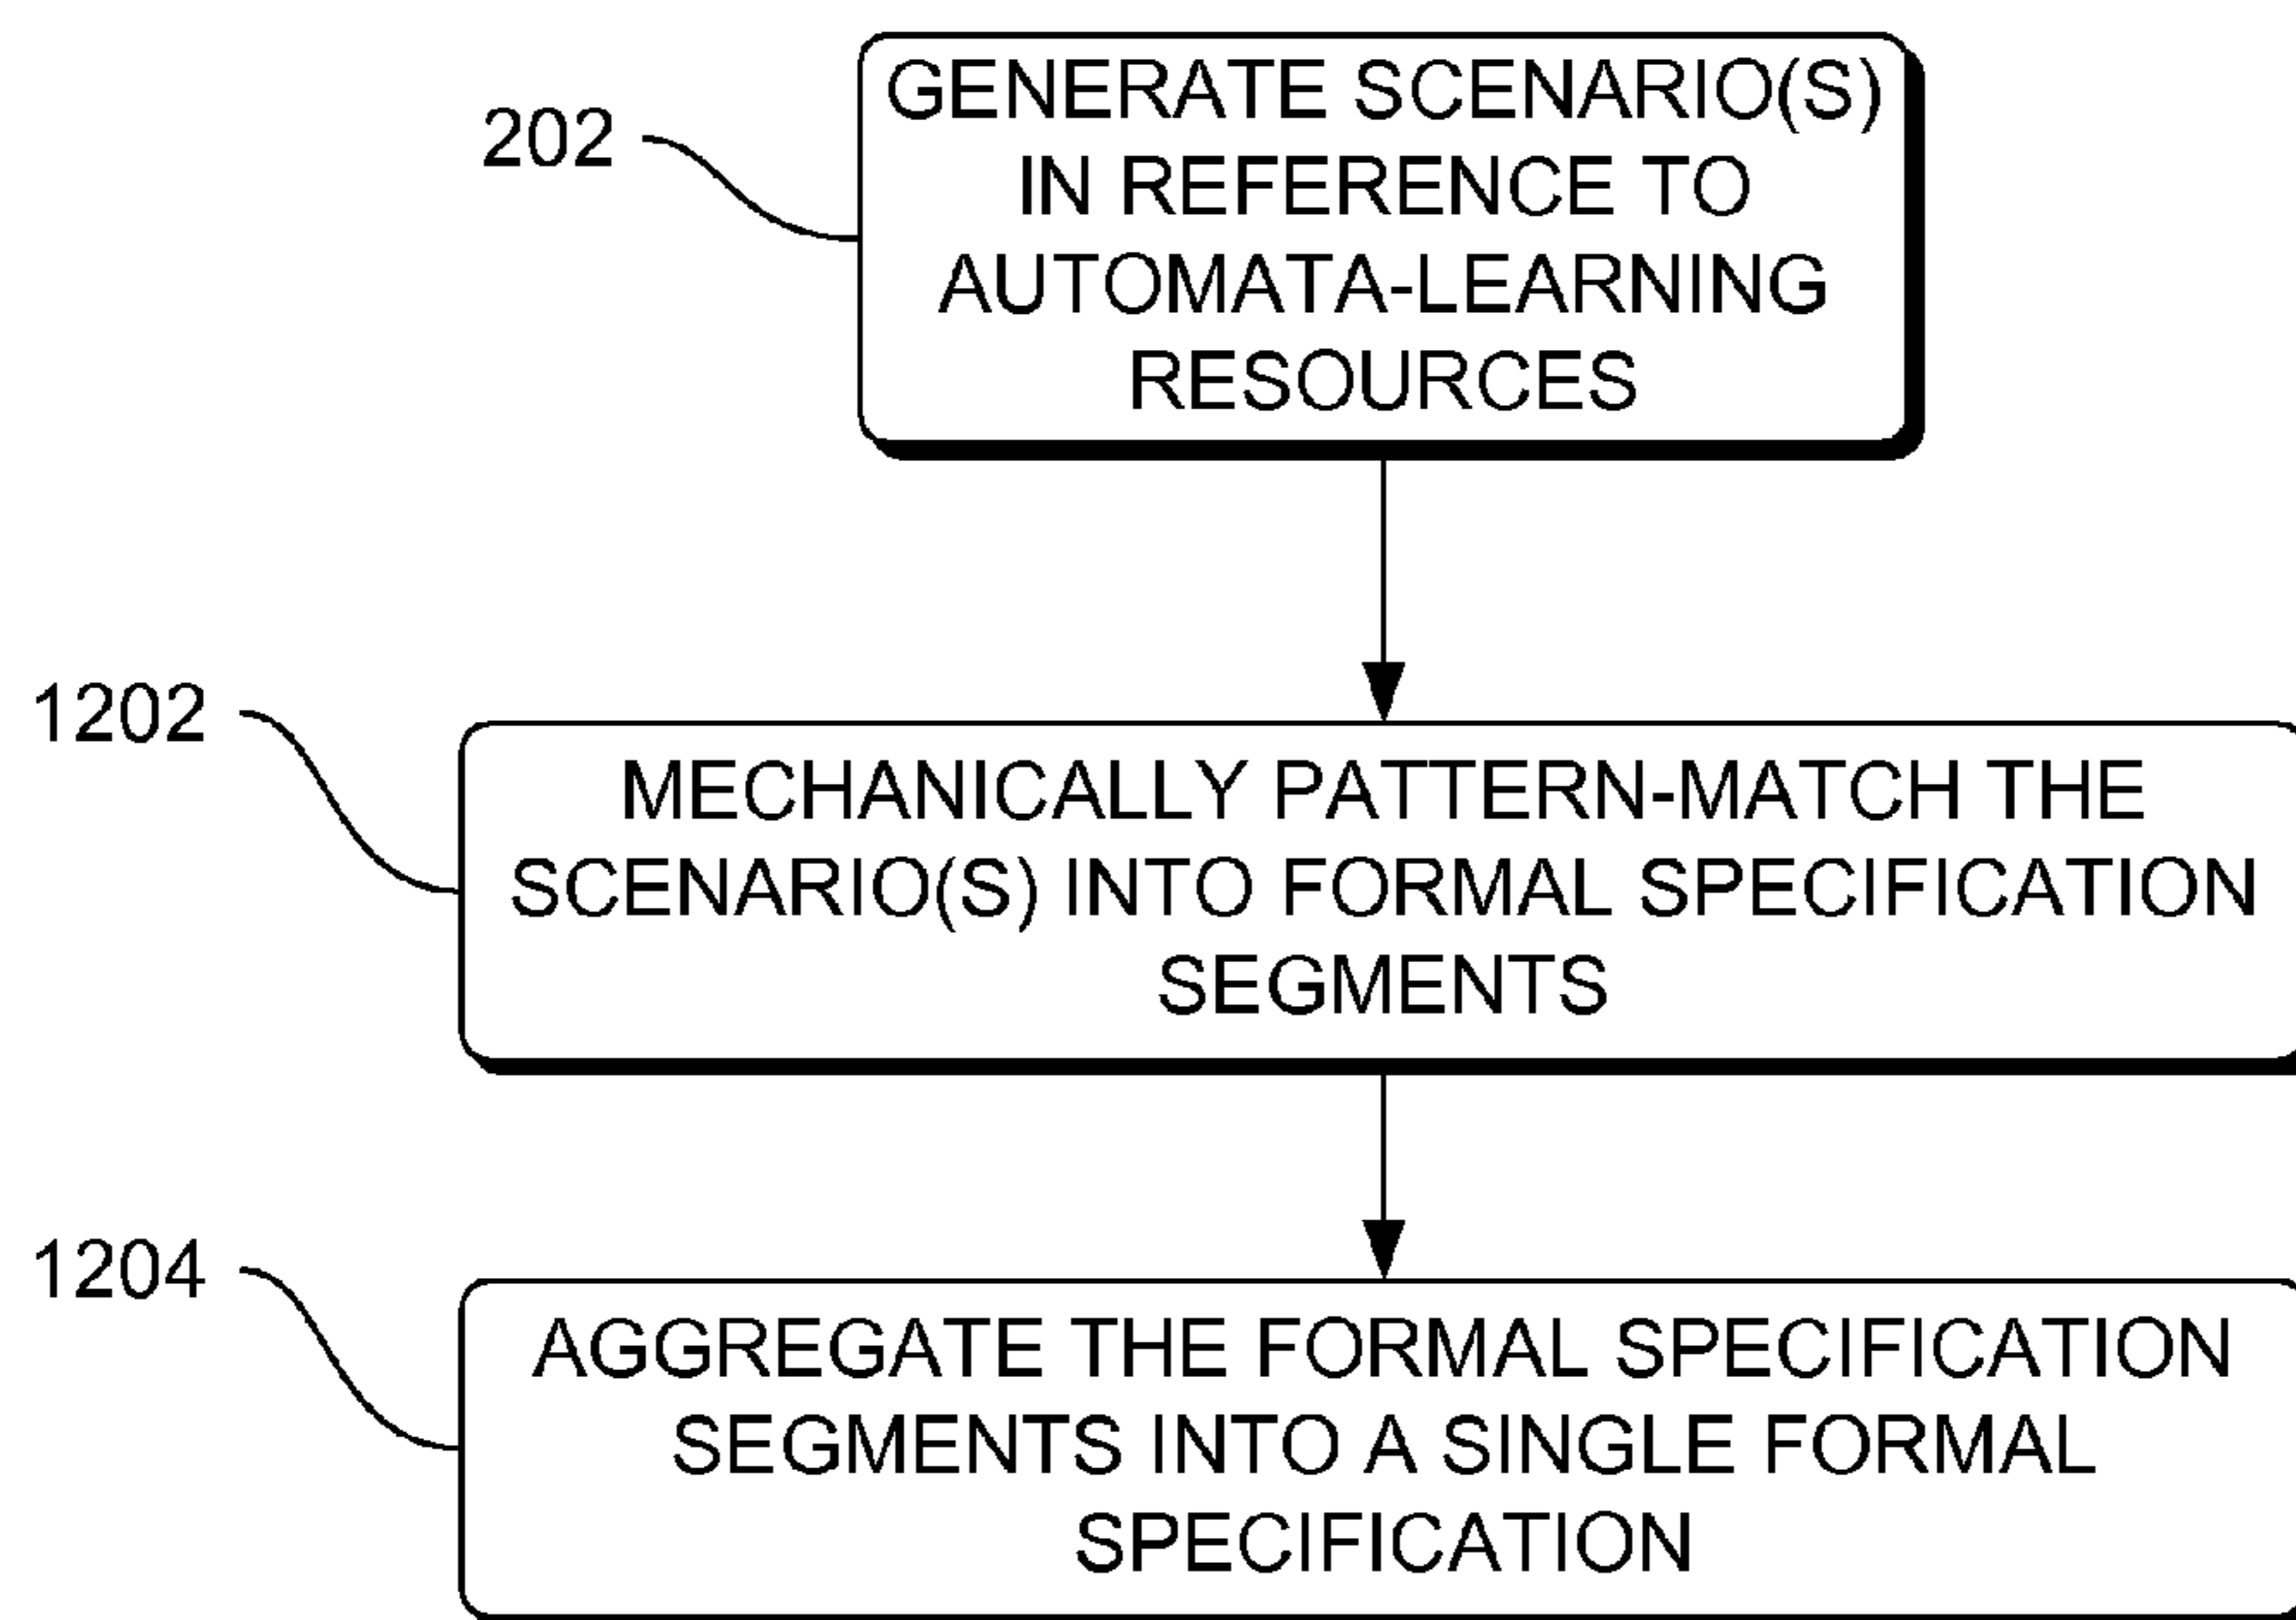 202
GENERATE SCENARIO(S)
IN REFERENCE TO
AUTOMATA-LEARNING
RESOURCES
1202
MECHANICALLY PATTERN-MATCH THE
SCENARIO(S) INTO FORMAL SPECIFICATION
SEGMENTS
1204
AGGREGATE THE FORMAL SPECIFICATION
SEGMENTS INTO A SINGLE FORMAL
SPECIFICATION